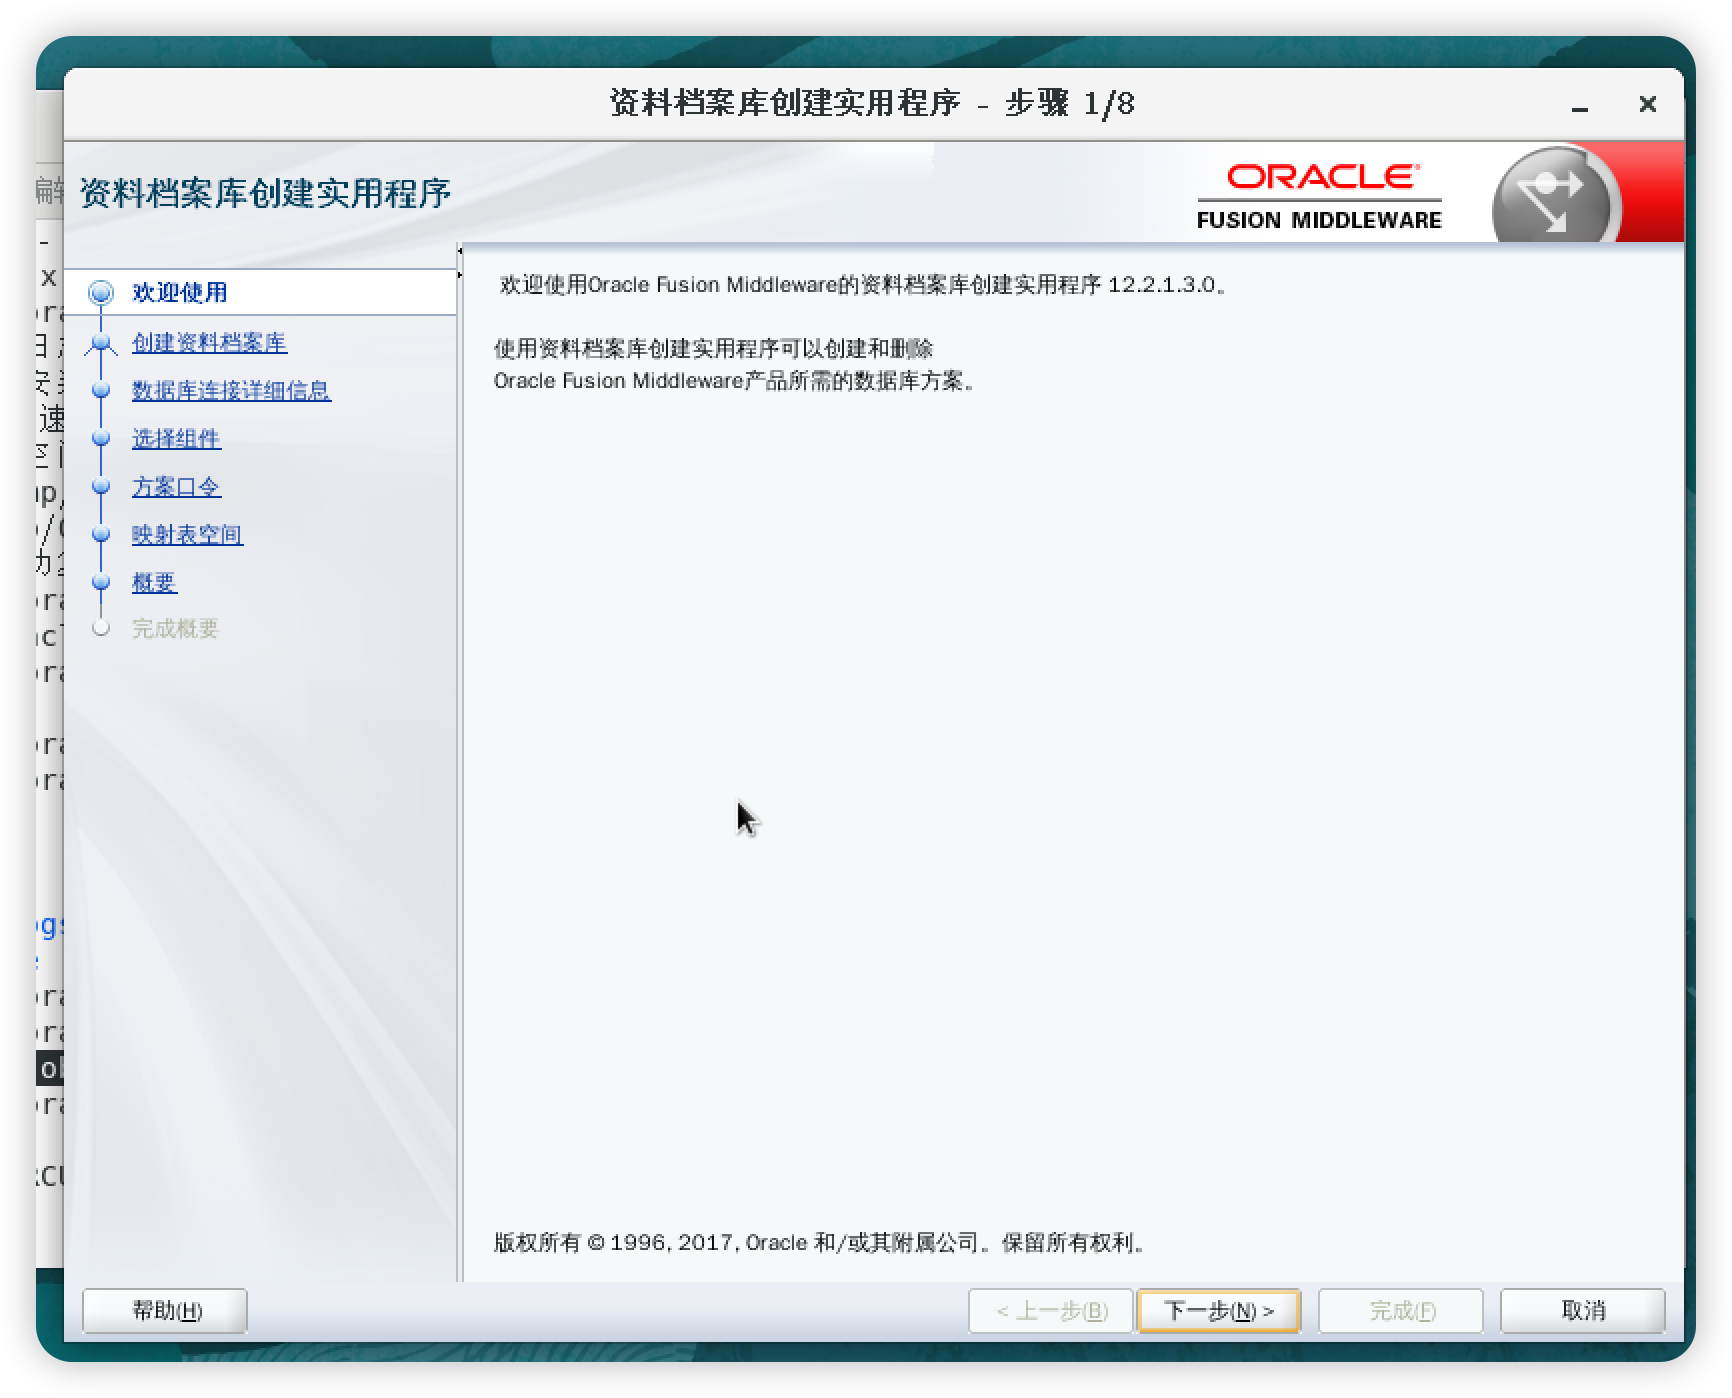 资料档案库创建实用程序 - 步骤 1/8
资料档案库创建实用程序
ORACLE
FUSION MIDDLEWARE
欢迎使用
创建资料档案库
数据库连接详细信息
选择组件
方案口令
映射表空间
概要
完成概要
欢迎使用Oracle Fusion Middleware的资料档案库创建实用程序 12.2.1.3.0。
使用资料档案库创建实用程序可以创建和删除
Oracle Fusion Middleware产品所需的数据库方案。
版权所有 © 1996, 2017, Oracle 和/或其附属公司。保留所有权利。
帮助(H)
< 上一步(B)
下一步(N) >
完成(F)
取消